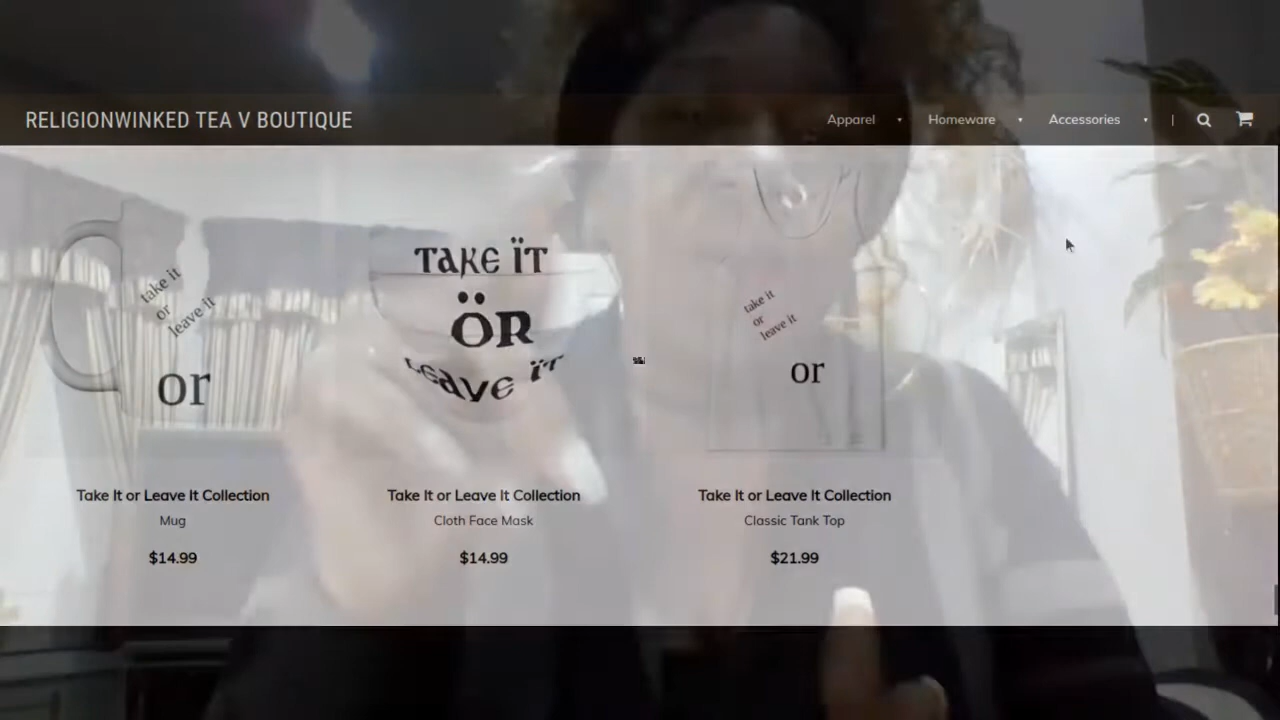 RELIGIONWINKED TEA V BOUTIQUE
Apparel ▾ Homeware ▾ Accessories ▾ |
take it
or
leave it
or
TAKE ÏT
ÖR
LEAVE ÏT
take it
or
leave it
or
Take It or Leave It Collection
Mug
$14.99
Take It or Leave It Collection
Cloth Face Mask
$14.99
Take It or Leave It Collection
Classic Tank Top
$21.99